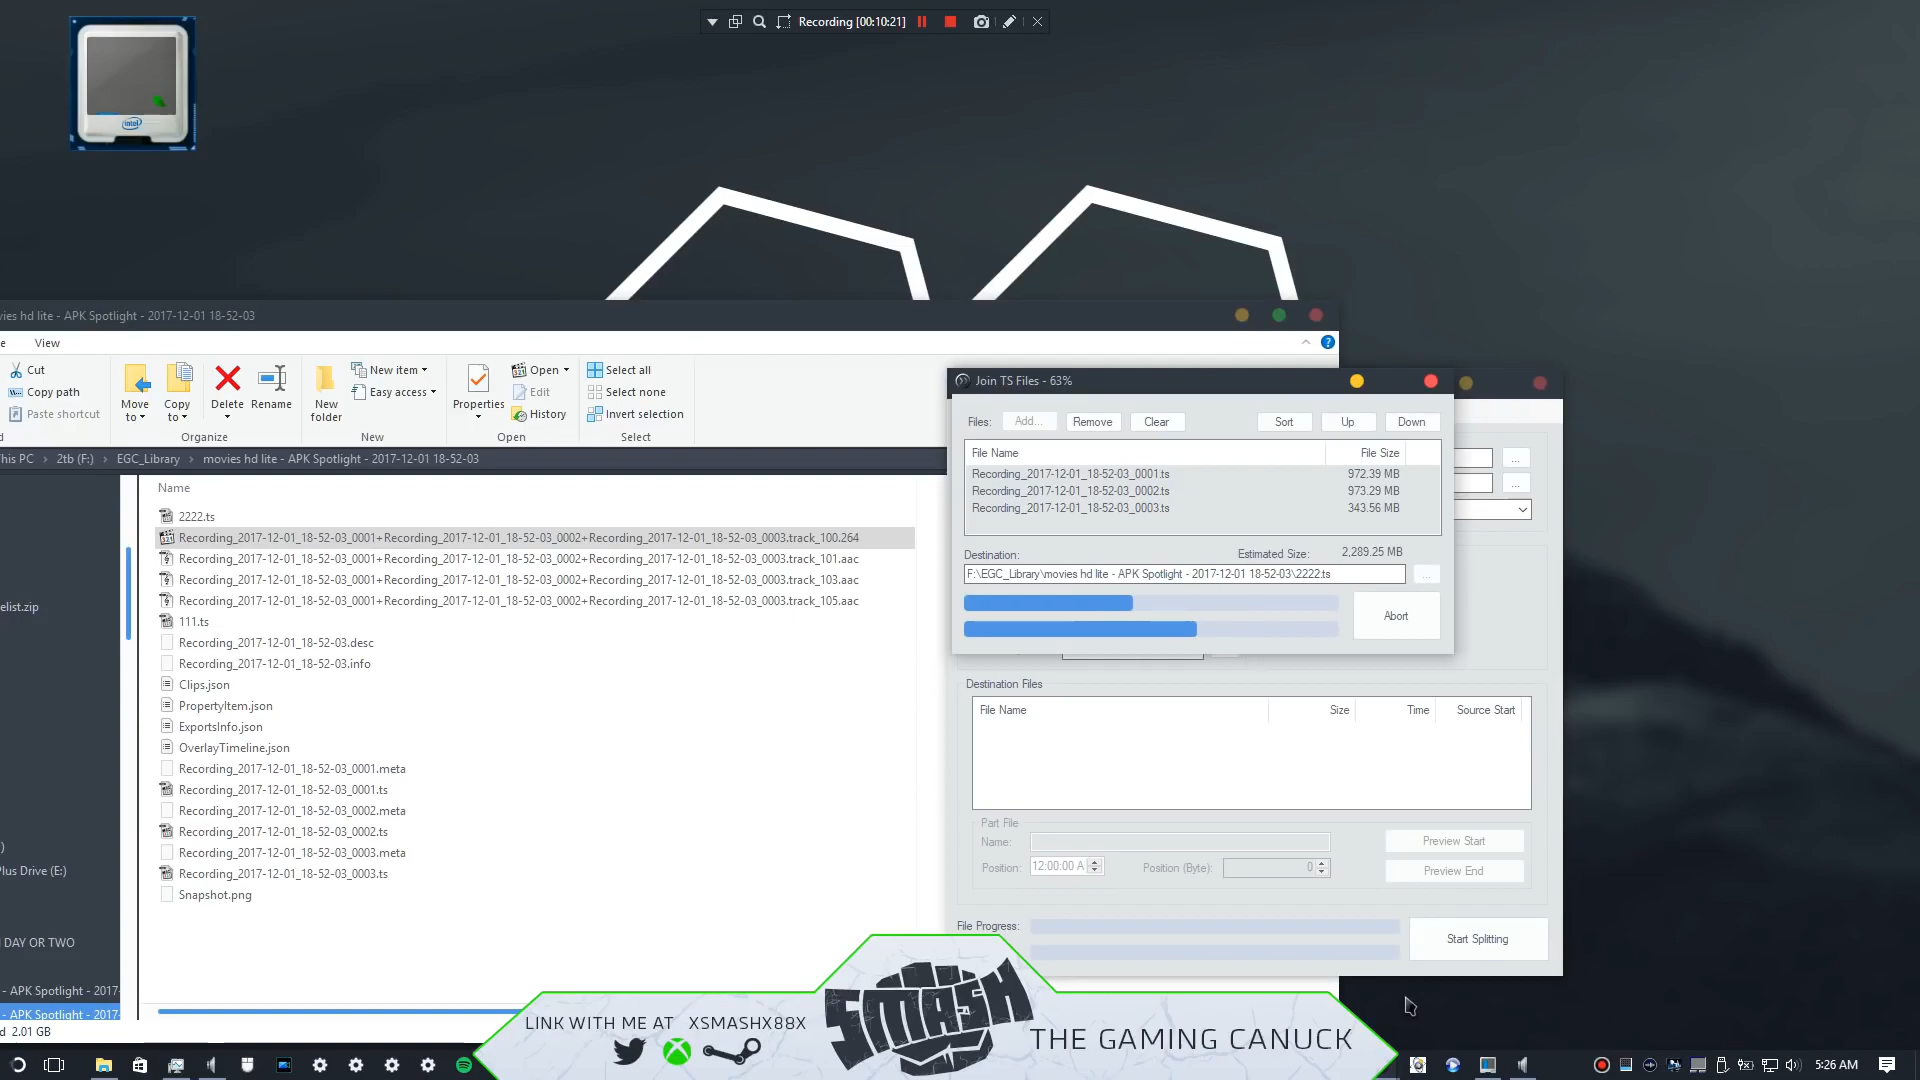 Recording [00:10:21]
intel
vies hd lite - APK Spotlight - 2017-12-01 18-52-03
e View
Cut
Copy path
Paste shortcut
Move to
Copy to
Delete
Rename
Organize
New folder
New item
Easy access
New
Properties
Open
Edit
History
Open
Select all
Select none
Invert selection
Select
his PC > 2tb (F:) > EGC_Library > movies hd lite - APK Spotlight - 2017-12-01 18-52-03
Name
2222.ts
Recording_2017-12-01_18-52-03_0001+Recording_2017-12-01_18-52-03_0002+Recording_2017-12-01_18-52-03_0003.track_100.264
Recording_2017-12-01_18-52-03_0001+Recording_2017-12-01_18-52-03_0002+Recording_2017-12-01_18-52-03_0003.track_101.aac
Recording_2017-12-01_18-52-03_0001+Recording_2017-12-01_18-52-03_0002+Recording_2017-12-01_18-52-03_0003.track_103.aac
Recording_2017-12-01_18-52-03_0001+Recording_2017-12-01_18-52-03_0002+Recording_2017-12-01_18-52-03_0003.track_105.aac
111.ts
Recording_2017-12-01_18-52-03.desc
Recording_2017-12-01_18-52-03.info
Clips.json
PropertyItem.json
ExportsInfo.json
OverlayTimeline.json
Recording_2017-12-01_18-52-03_0001.meta
Recording_2017-12-01_18-52-03_0001.ts
Recording_2017-12-01_18-52-03_0002.meta
Recording_2017-12-01_18-52-03_0002.ts
Recording_2017-12-01_18-52-03_0003.meta
Recording_2017-12-01_18-52-03_0003.ts
Snapshot.png
elist.zip
)
Plus Drive (E:)
DAY OR TWO
- APK Spotlight - 2017-
- APK Spotlight - 2017-
d 2.01 GB
Join TS Files - 63%
Files: Add... Remove Clear Sort Up Down
File Name File Size
Recording_2017-12-01_18-52-03_0001.ts 972.39 MB
Recording_2017-12-01_18-52-03_0002.ts 973.29 MB
Recording_2017-12-01_18-52-03_0003.ts 343.56 MB
Destination: Estimated Size: 2,289.25 MB
F:\EGC_Library\movies hd lite - APK Spotlight - 2017-12-01 18-52-03\2222.ts ...
Abort
...
...
Destination Files
File Name Size Time Source Start
Part File
Name: Preview Start
Position: 12:00:00 A Position (Byte): 0 Preview End
File Progress:
Start Splitting
LINK WITH ME AT XSMASHX88X
SMASH
THE GAMING CANUCK
5:26 AM